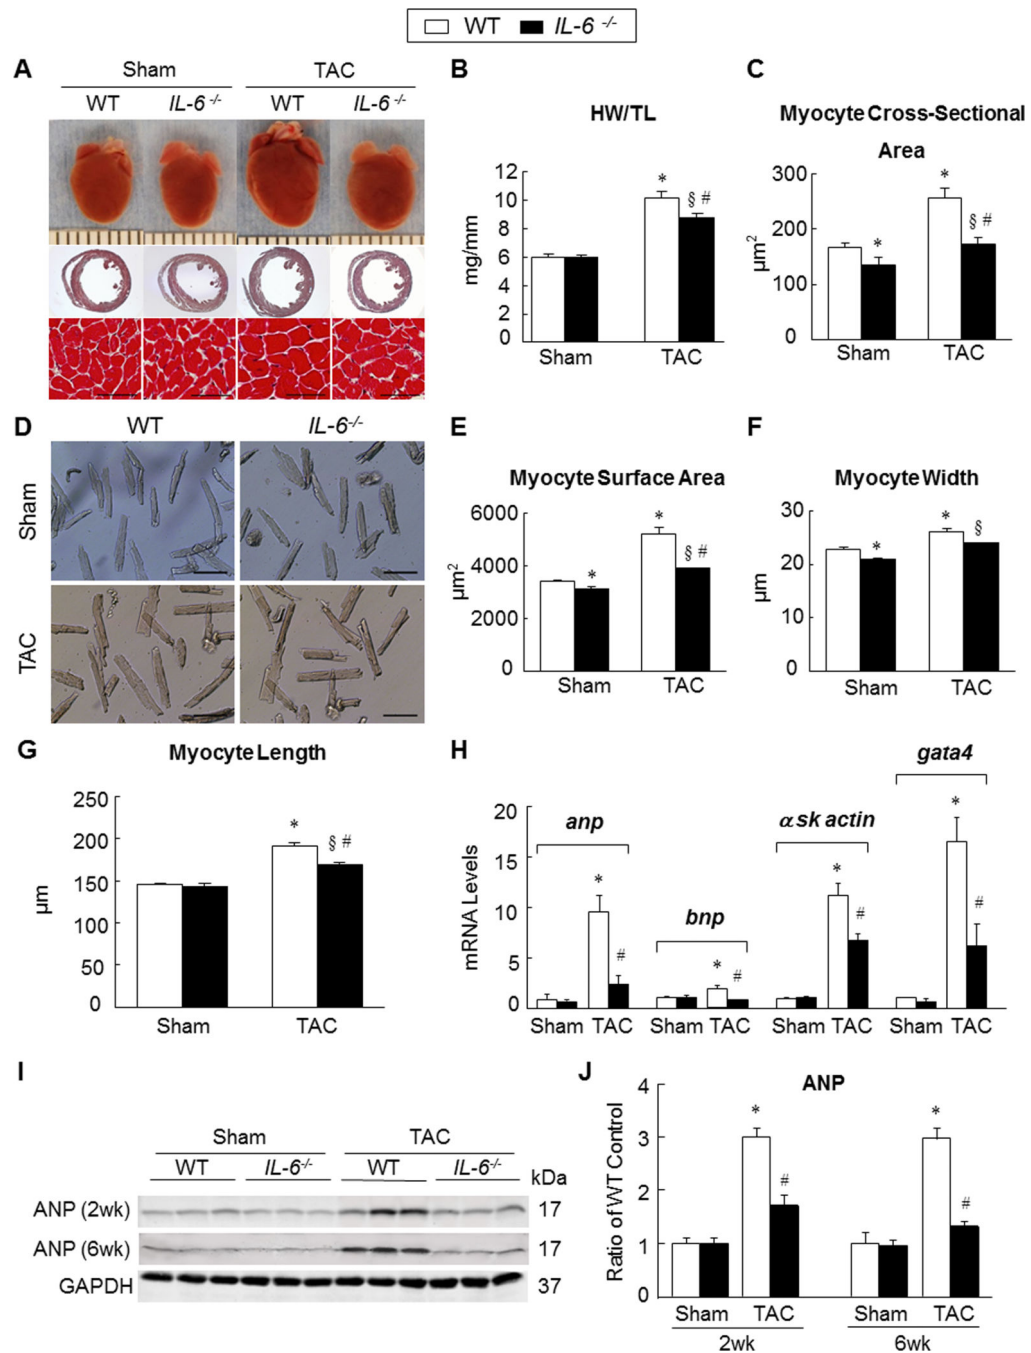 WT IL-6 -/-
A
Sham TAC
WT IL-6 -/- WT IL-6 -/-
B
HW/TL
mg/mm
12
10
8
6
4
2
0
*
§ #
Sham TAC
C
Myocyte Cross-Sectional
Area
µm2
300
200
100
0
*
*
§ #
Sham TAC
D
WT IL-6-/-
Sham
TAC
E
Myocyte Surface Area
µm2
6000
4000
2000
0
*
*
§ #
Sham TAC
F
Myocyte Width
µm
30
20
10
0
*
*
§
Sham TAC
G
Myocyte Length
µm
250
200
150
100
50
0
*
§ #
Sham TAC
H
mRNA Levels
20
15
10
5
0
anp
bnp
αsk actin
gata4
* # * # * # * #
Sham TAC Sham TAC Sham TAC Sham TAC
I
Sham TAC
WT IL-6-/- WT IL-6-/- kDa
ANP (2wk) 17
ANP (6wk) 17
GAPDH 37
J
ANP
Ratio of WT Control
4
3
2
1
0
* # * #
Sham TAC Sham TAC
2wk 6wk